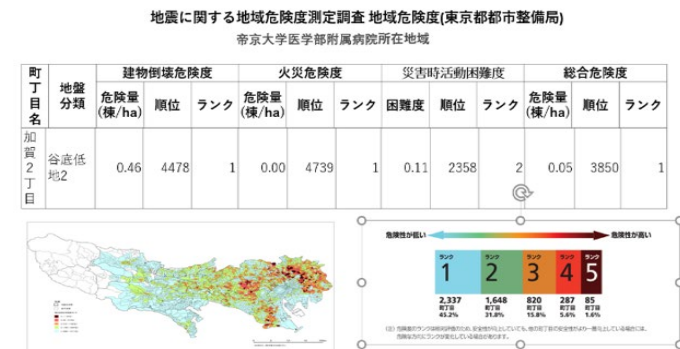 地震に関する地域危険度測定調査 地域危険度(東京都都市整備局)
帝京大学医学部附属病院所在地域
町丁目名 地盤分類 建物倒壊危険度 火災危険度 災害時活動困難度 総合危険度
危険量(棟/ha) 順位 ランク 危険量(棟/ha) 順位 ランク 困難度 順位 ランク 危険量(棟/ha) 順位 ランク
加賀2丁目 谷底低地2 0.46 4478 1 0.00 4739 1 0.11 2358 2 0.05 3850 1
危険性が低い 危険性が高い
ランク ランク ランク ランク ランク
1 2 3 4 5
2,337 1,648 820 287 85
町丁目 町丁目 町丁目 町丁目 町丁目
45.2% 31.8% 15.8% 5.6% 1.6%